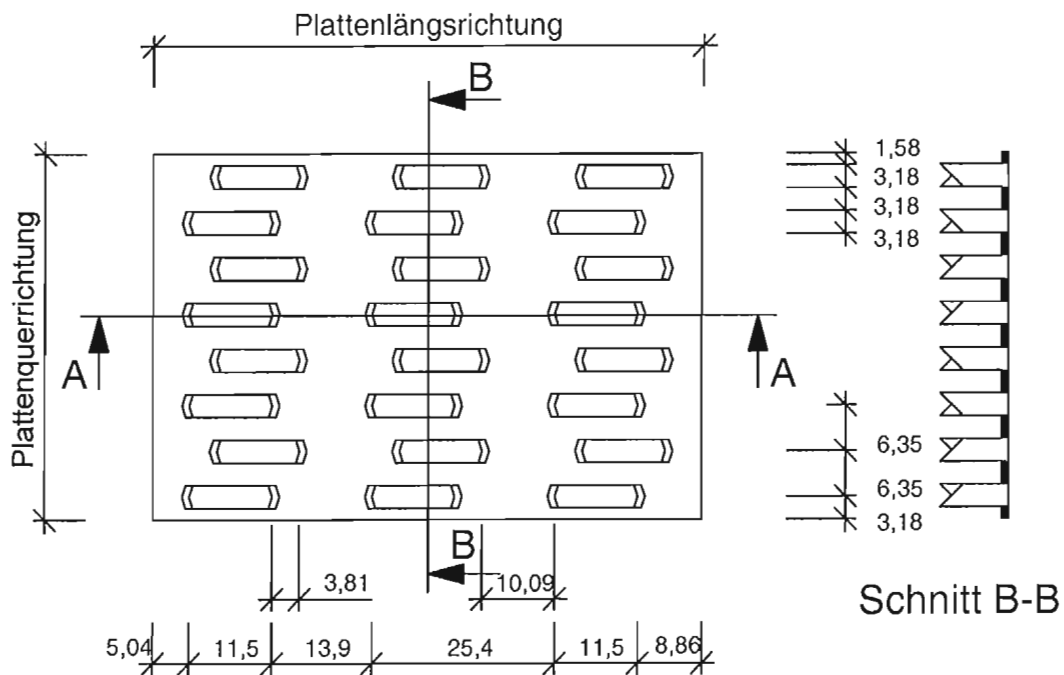 Plattenlängsrichtung
B
1,58
3,18
3,18
3,18
Plattenquerrichtung
A
A
6,35
6,35
3,18
B
3,81
10,09
Schnitt B-B
5,04
11,5
13,9
25,4
11,5
8,86